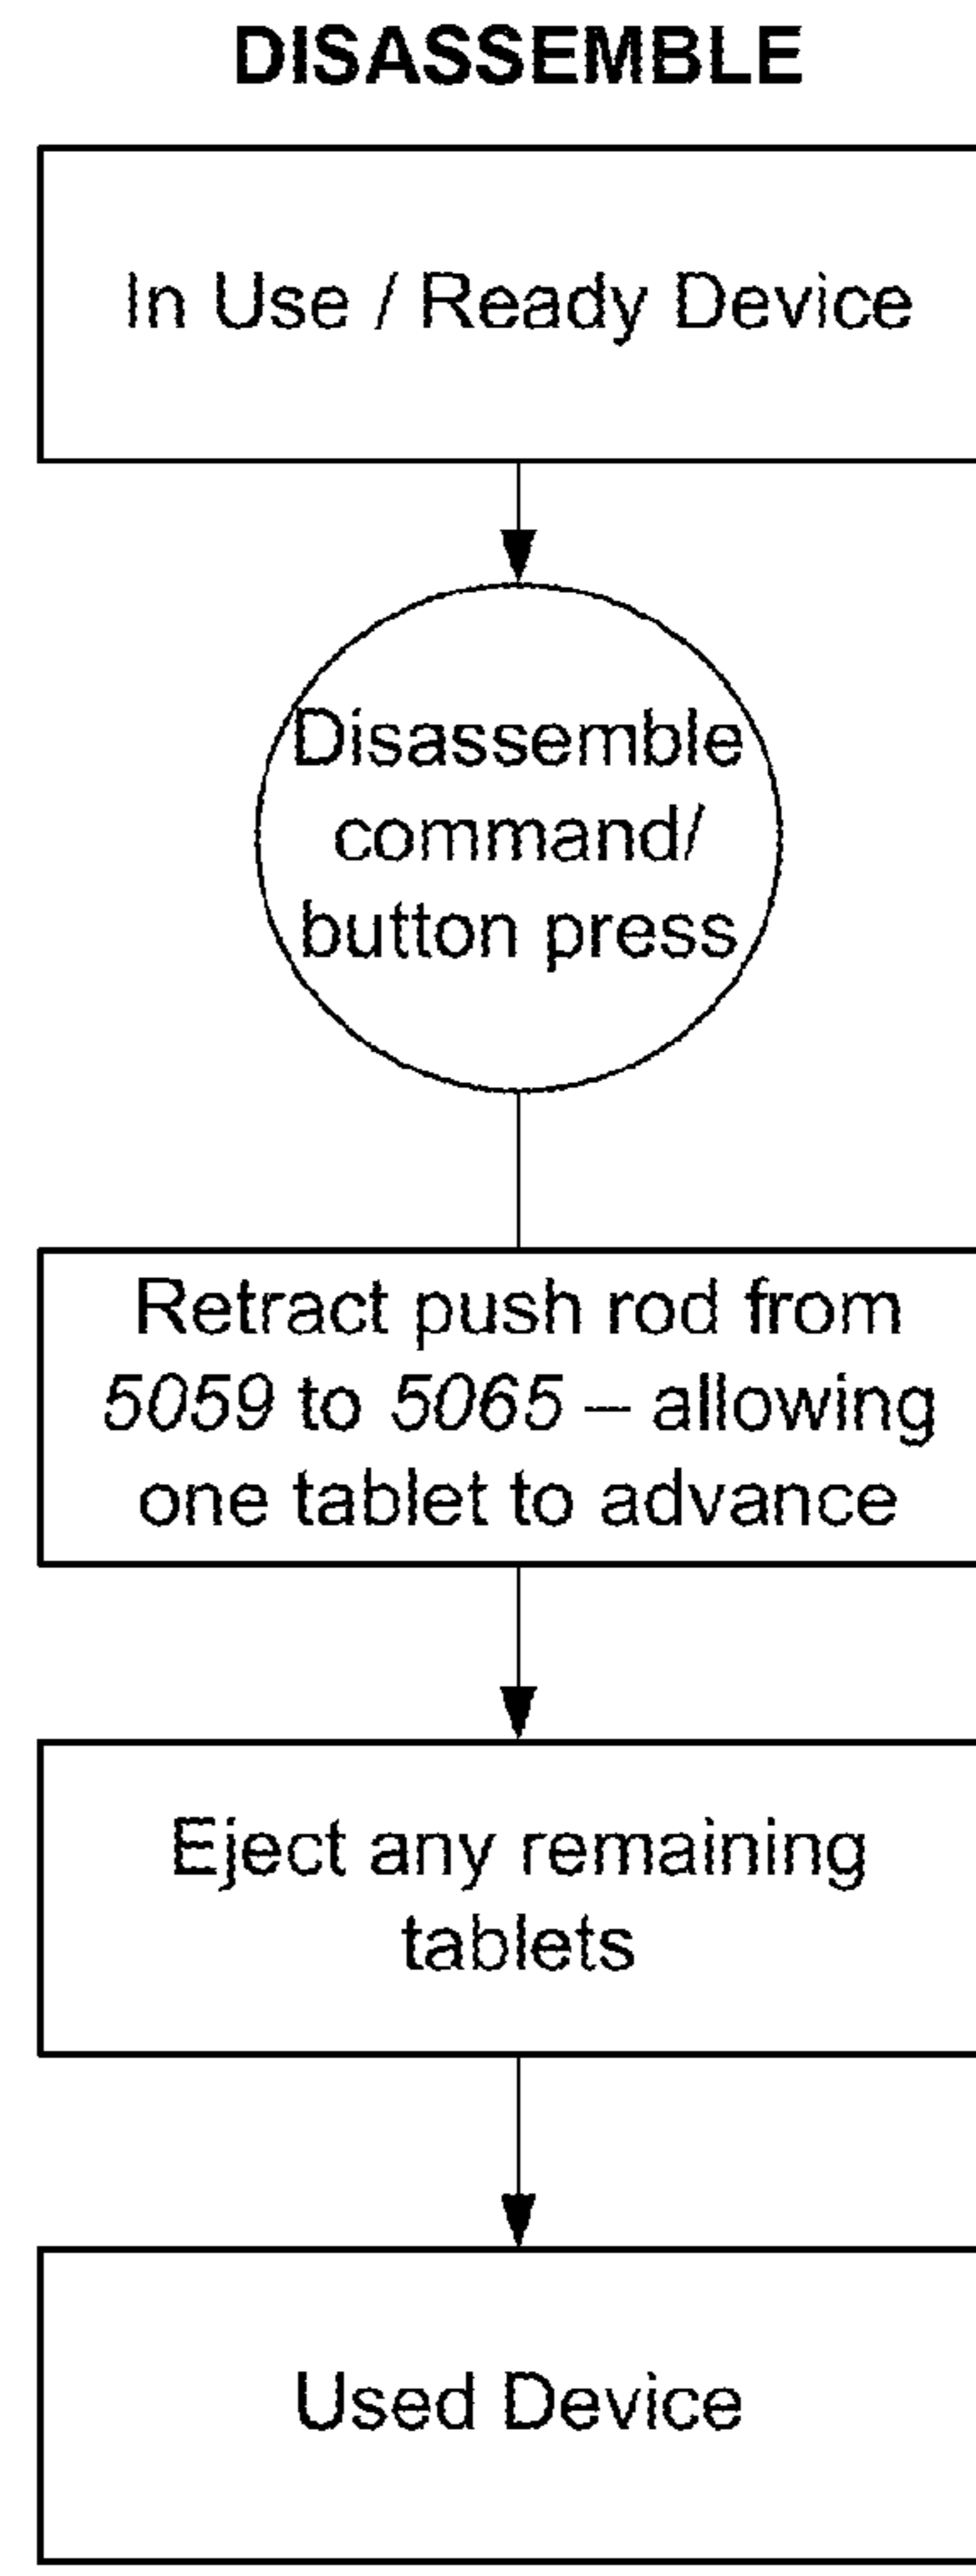 DISASSEMBLE
In Use / Ready Device
Disassemble
command/
button press
Retract push rod from
5059 to 5065 – allowing
one tablet to advance
Eject any remaining
tablets
Used Device